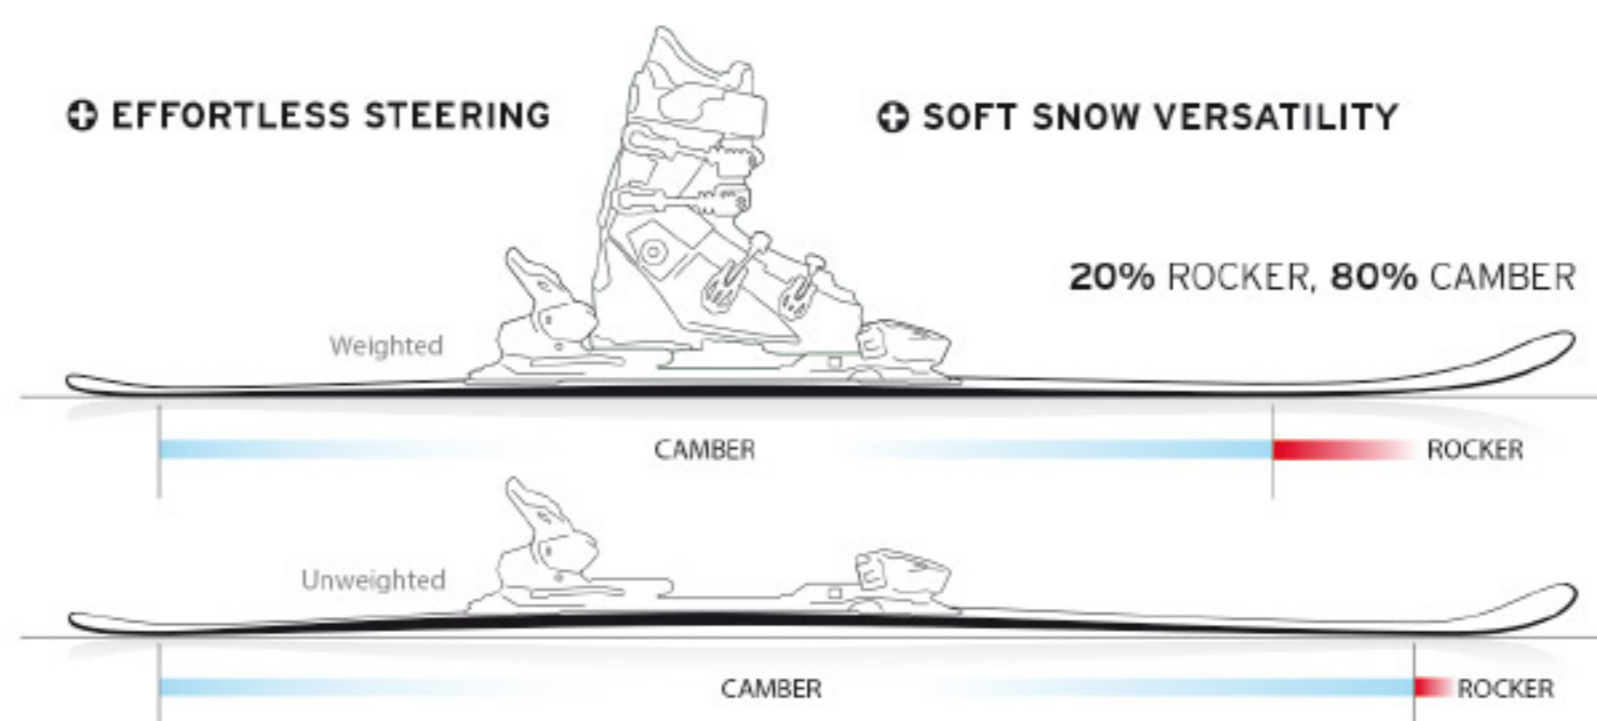 EFFORTLESS STEERING
SOFT SNOW VERSATILITY
20% ROCKER, 80% CAMBER
Weighted
CAMBER
ROCKER
Unweighted
CAMBER
ROCKER